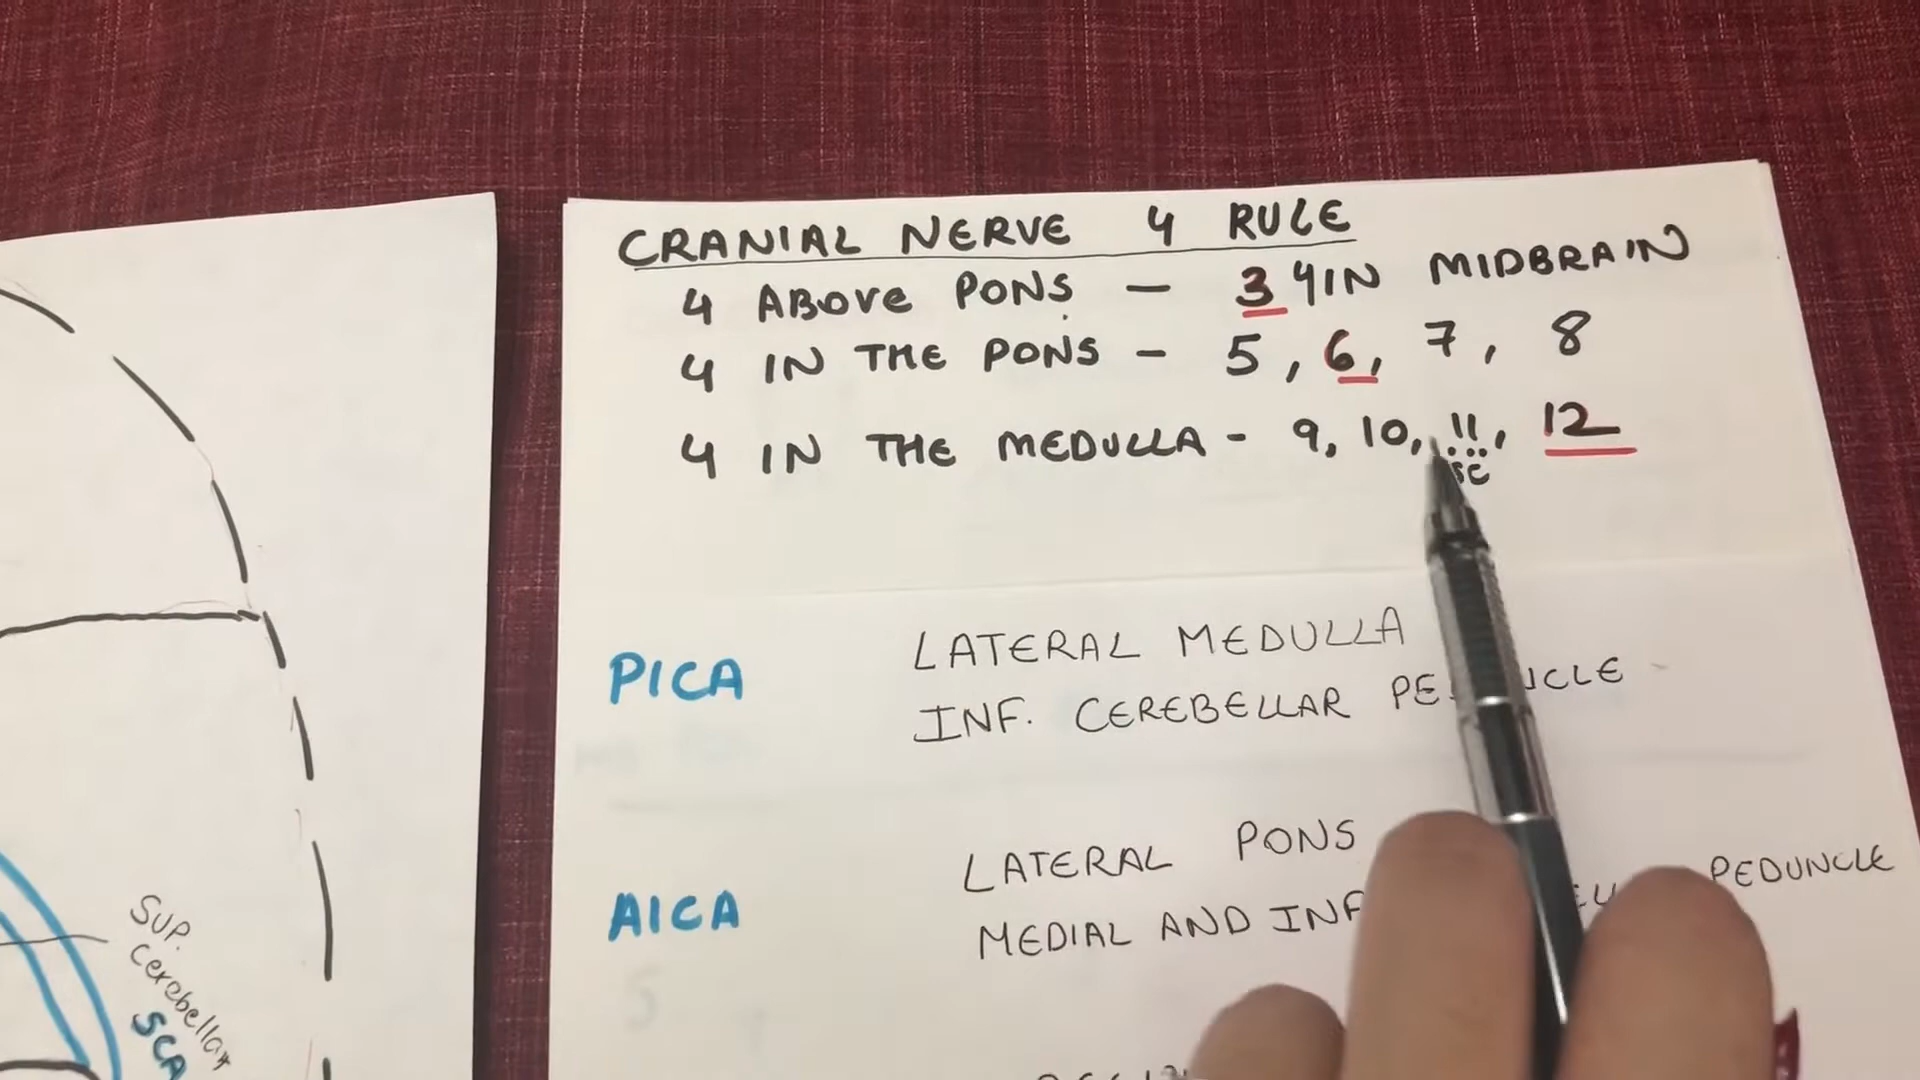 CRANIAL NERVE 4 RULE
4 ABOVE PONS — 3 4 IN MIDBRAIN
4 IN THE PONS - 5, 6, 7, 8
4 IN THE MEDULLA - 9, 10, 11, 12
SC
PICA
LATERAL MEDULLA
INF. CEREBELLAR
AICA
LATERAL PONS
MEDIAL AND INF PEDUNCLE
SUP.
Cerebellar
SCA